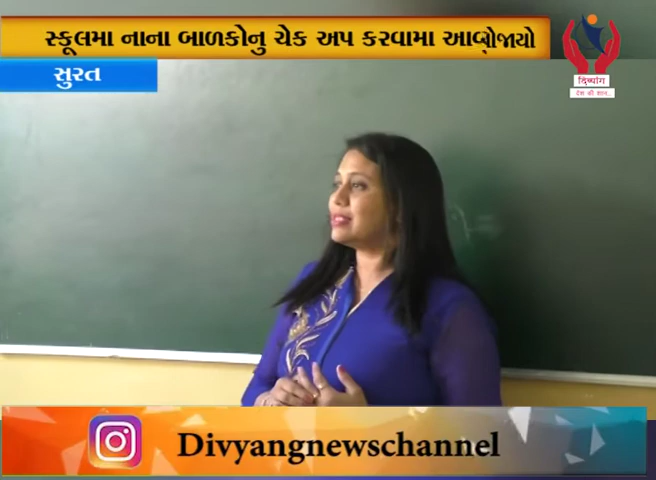 સ્કૂલમા નાના બાળકોનુ ચેક અપ કરવામા આવ્
યોજાયો
સુરત
दिव्यांग
देश की शान..
Divyangnewschannel